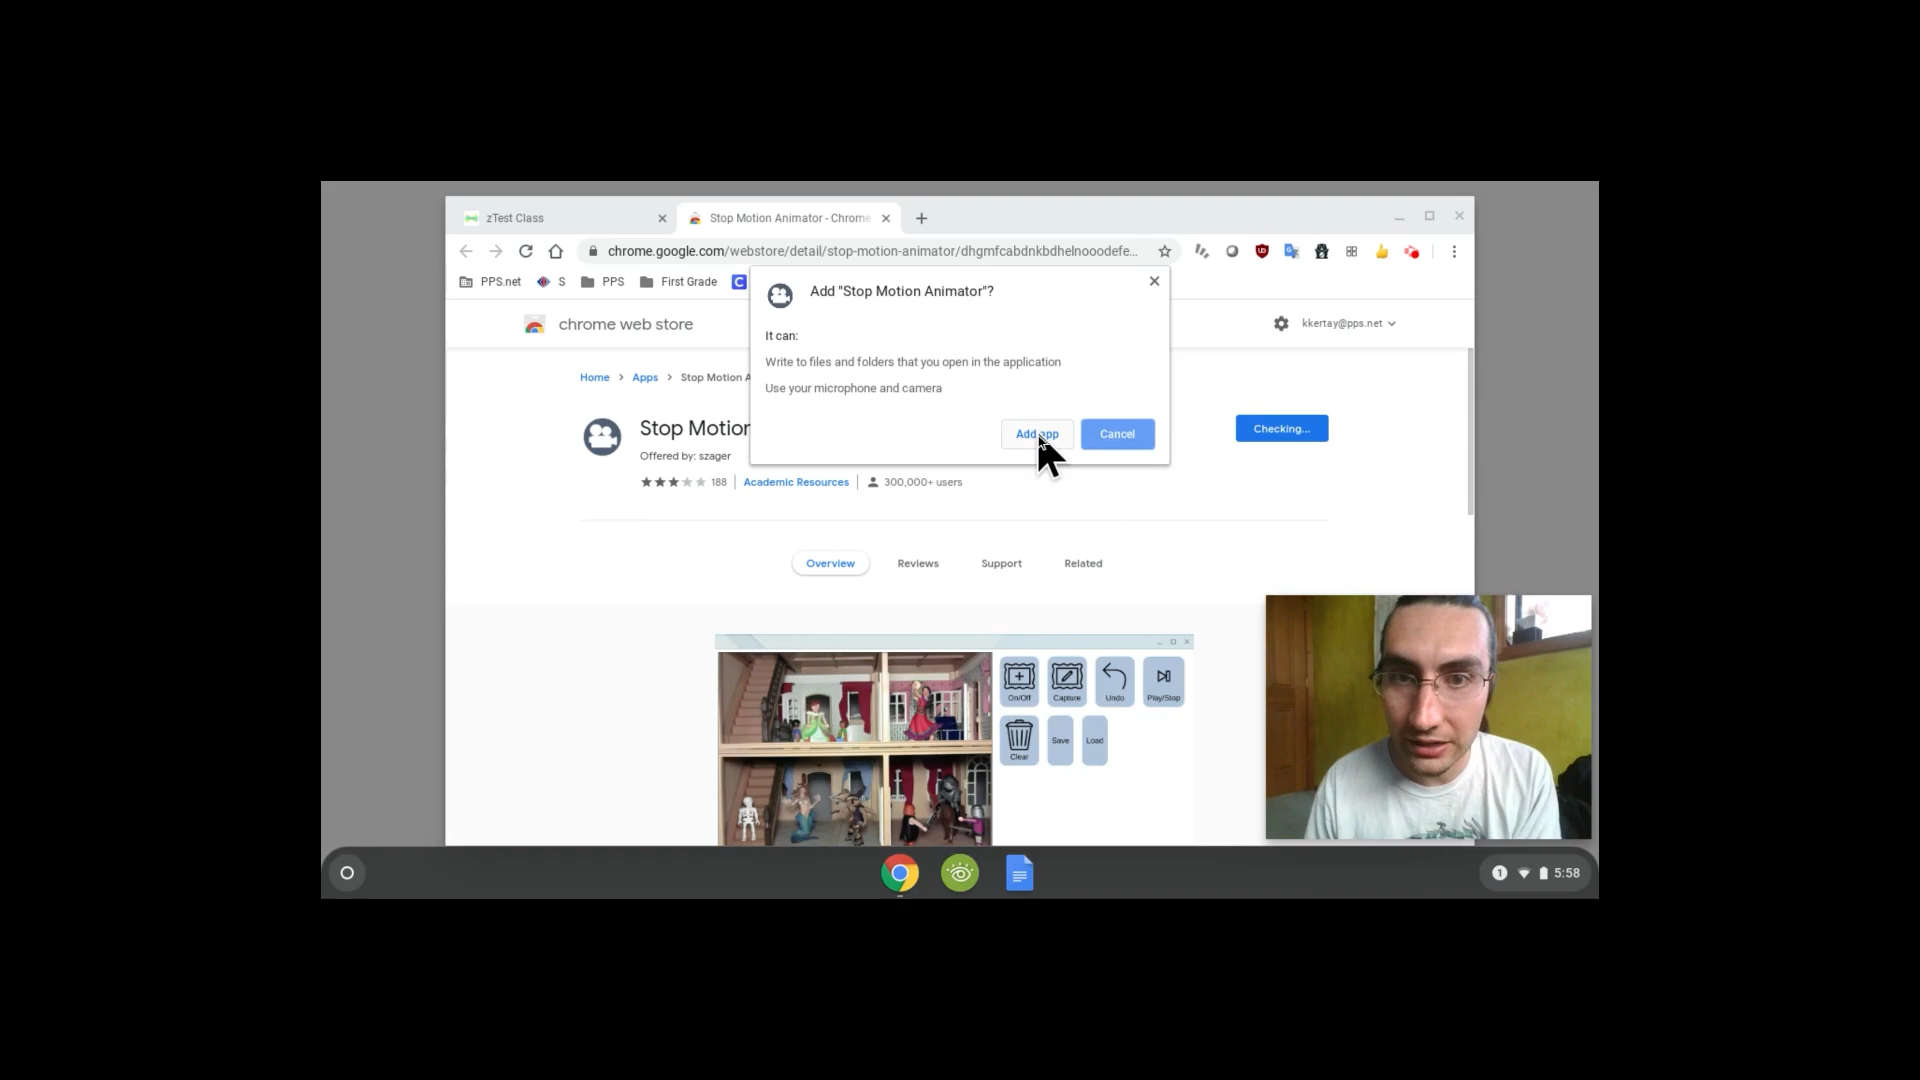 zTest Class
Stop Motion Animator - Chrome
chrome.google.com/webstore/detail/stop-motion-animator/dhgmfcabdnkbdhelnooodefe...
PPS.net
S
PPS
First Grade
C
Add "Stop Motion Animator"?
It can:
Write to files and folders that you open in the application
Use your microphone and camera
Add app
Cancel
chrome web store
kkertay@pps.net
Home > Apps > Stop Motion A
Stop Motion
Checking...
Offered by: szager
188
Academic Resources
300,000+ users
Overview
Reviews
Support
Related
On/Off
Capture
Undo
Play/Stop
Clear
Save
Load
1
5:58